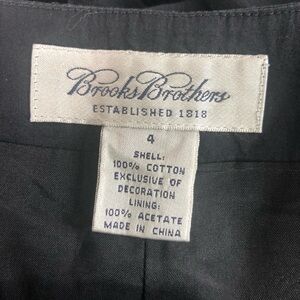 Brooks Brothers
ESTABLISHED 1818
4
SHELL:
100% COTTON
EXCLUSIVE OF
DECORATION
LINING:
100% ACETATE
MADE IN CHINA